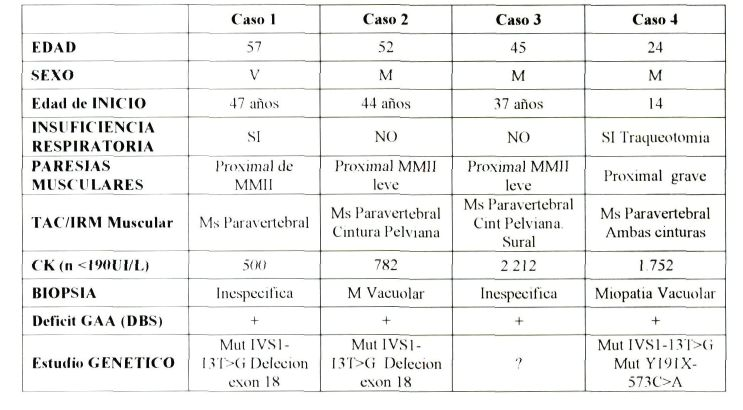 Caso 1 Caso 2 Caso 3 Caso 4
EDAD 57 52 45 24
SEXO V M M M
Edad de INICIO 47 años 44 años 37 años 14
INSUFICIENCIA
RESPIRATORIA SI NO NO SI Traqueotomia
PARESIAS
MUSCULARES Proximal de
MMII Proximal MMII
leve Proximal MMII
leve Proximal grave
TAC/IRM Muscular Ms Paravertebral Ms Paravertebral
Cintura Pelviana Ms Paravertebral
Cint Pelviana.
Sural Ms Paravertebral
Ambas cinturas
CK (n <190UI/L) 500 782 2.212 1.752
BIOPSIA Inespecifica M Vacuolar Inespecifica Miopatia Vacuolar
Deficit GAA (DBS) + + + +
Estudio GENETICO Mut IVS1-
13T>G Delecion
exon 18 Mut IVS1-
13T>G Delecion
exon 18 ? Mut IVS1-13T>G
Mut Y191X-
573C>A